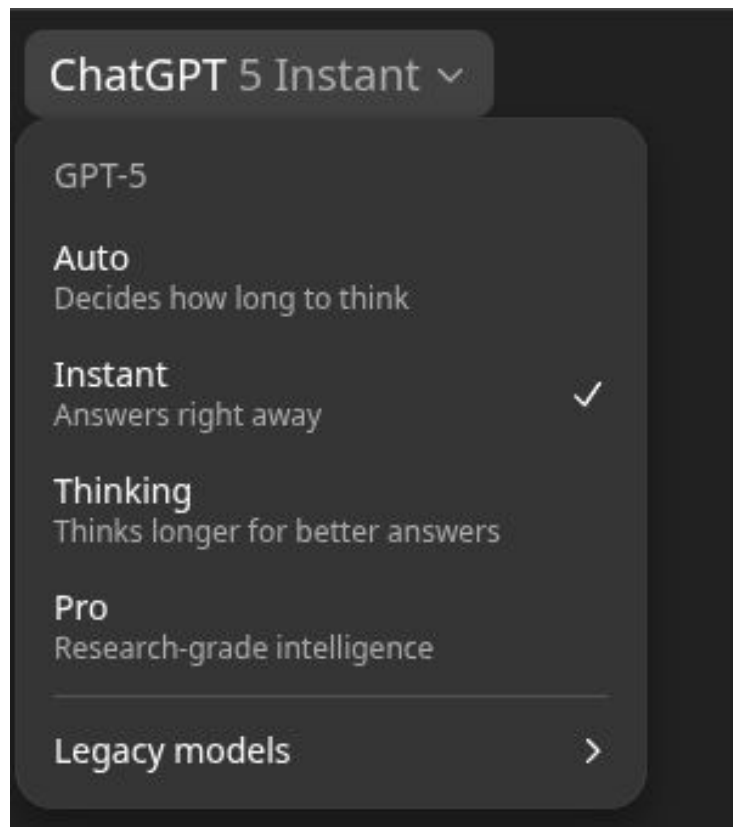 ChatGPT 5 Instant
GPT-5
Auto
Decides how long to think
Instant
Answers right away
Thinking
Thinks longer for better answers
Pro
Research-grade intelligence
Legacy models